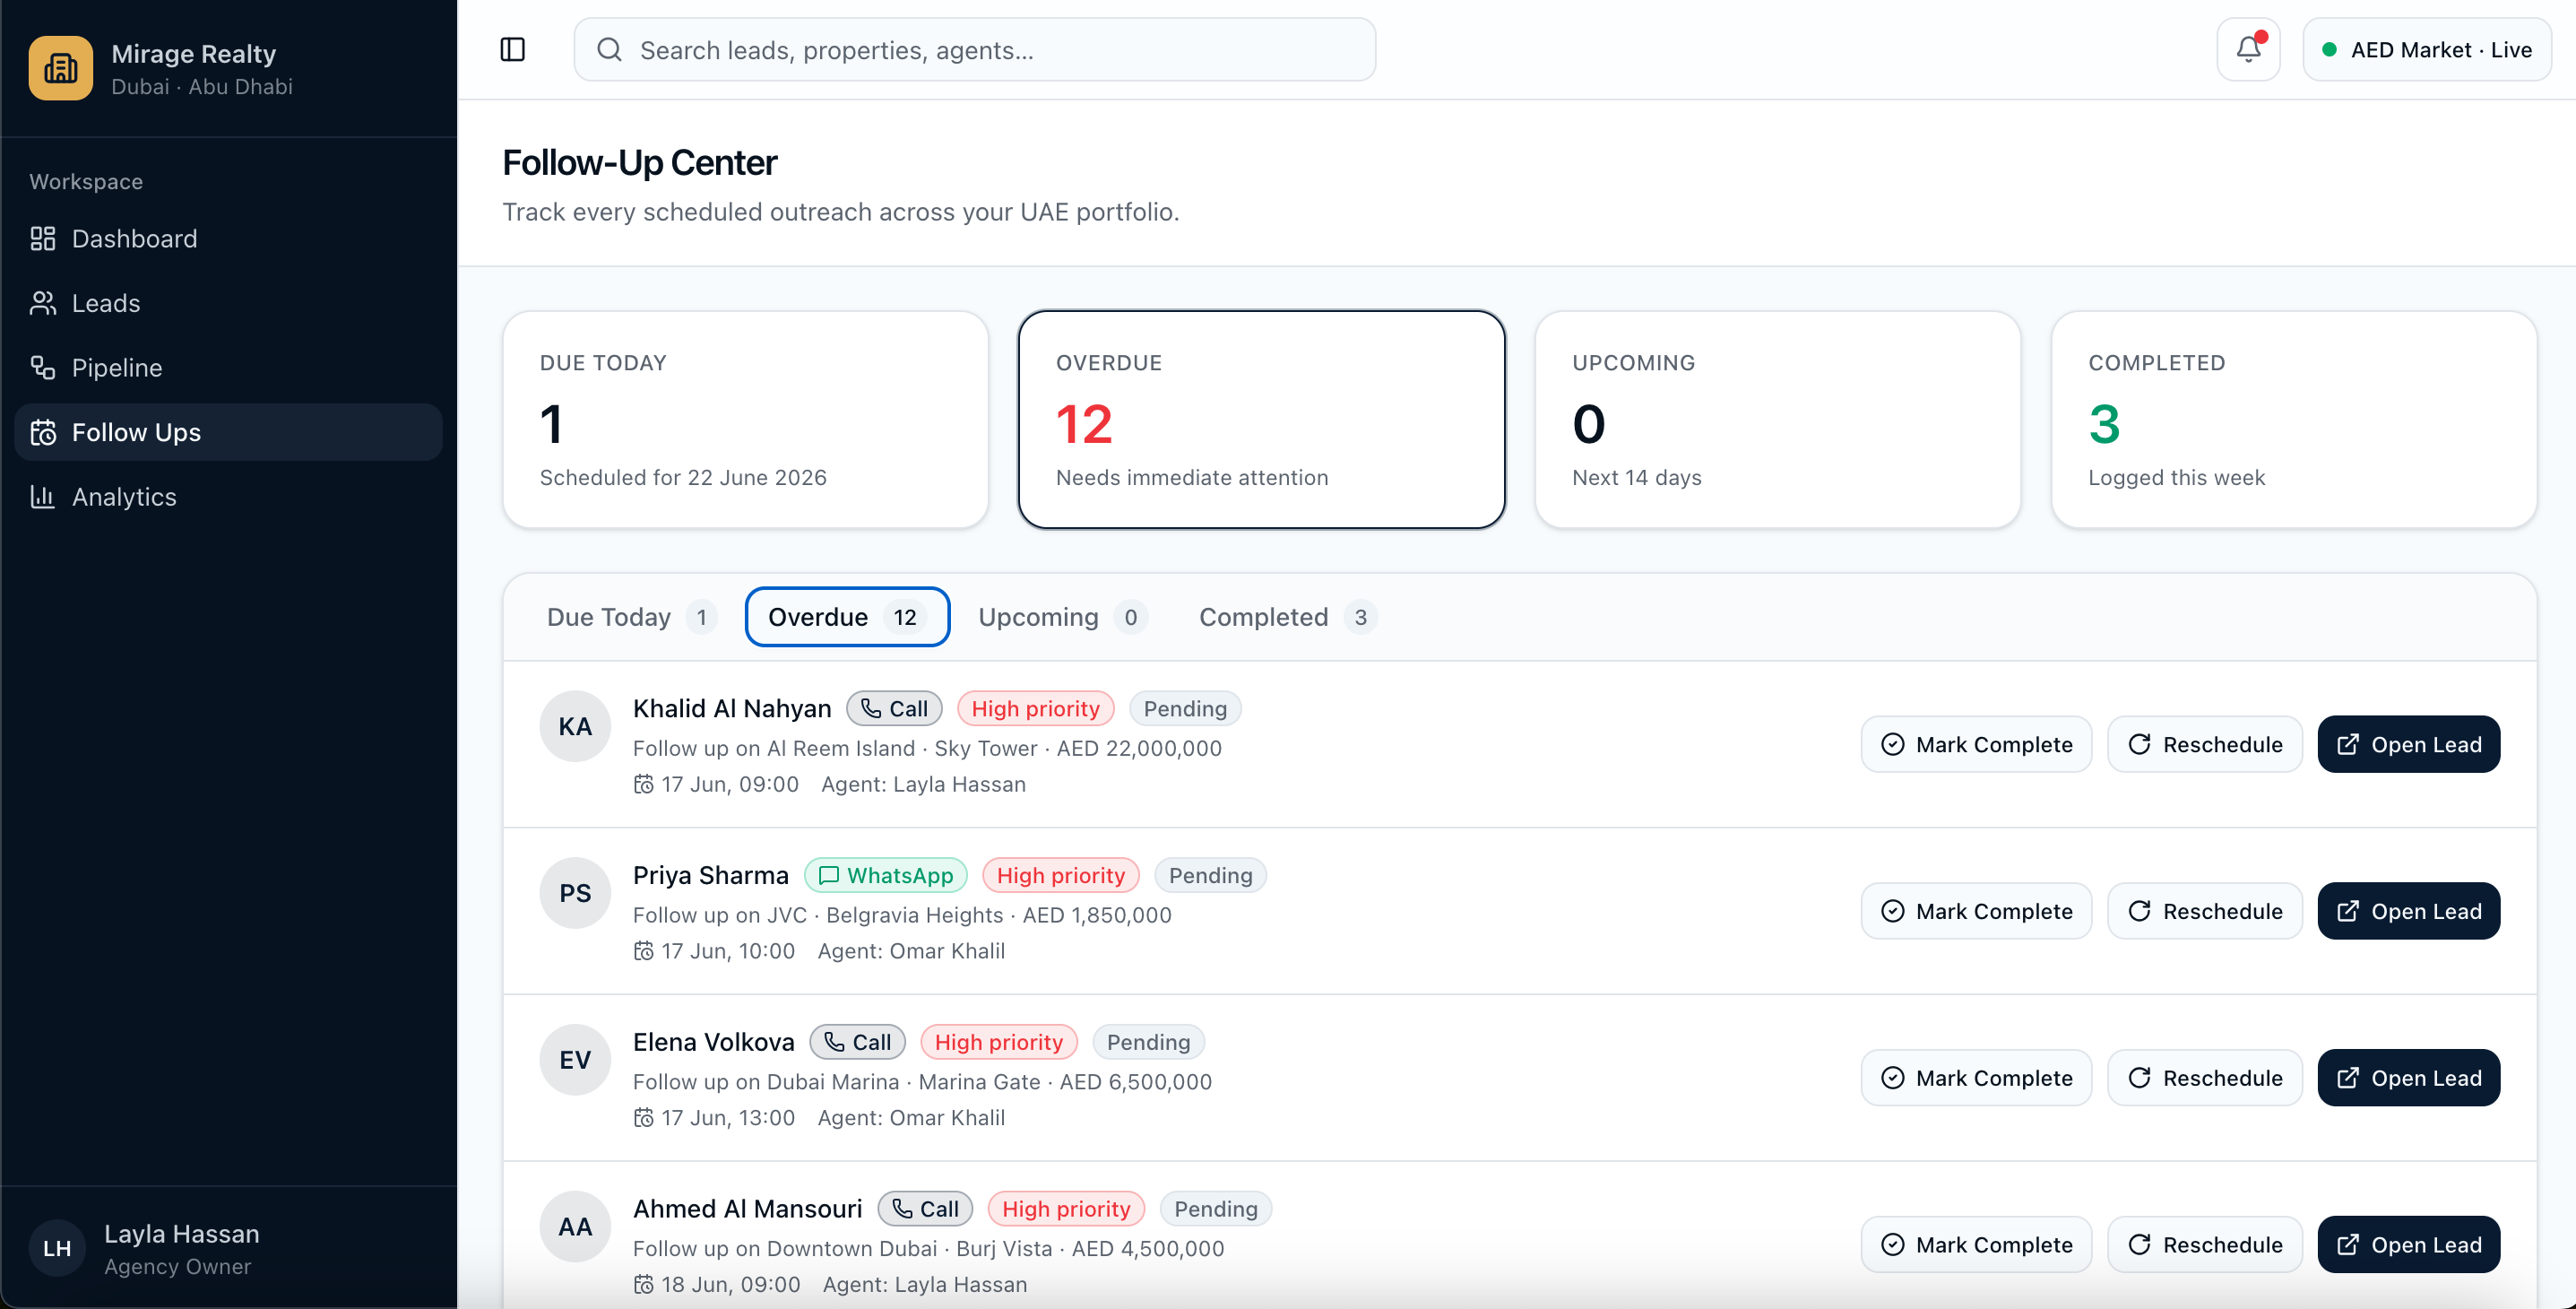 Mirage Realty
Dubai · Abu Dhabi
Workspace
Dashboard
Leads
Pipeline
Follow Ups
Analytics
LH
Layla Hassan
Agency Owner
Search leads, properties, agents...
AED Market · Live
Follow-Up Center
Track every scheduled outreach across your UAE portfolio.
DUE TODAY
1
Scheduled for 22 June 2026
OVERDUE
12
Needs immediate attention
UPCOMING
0
Next 14 days
COMPLETED
3
Logged this week
Due Today 1 Overdue 12 Upcoming 0 Completed 3
KA
Khalid Al Nahyan Call High priority Pending
Follow up on Al Reem Island · Sky Tower · AED 22,000,000
17 Jun, 09:00 Agent: Layla Hassan
Mark Complete Reschedule Open Lead
PS
Priya Sharma WhatsApp High priority Pending
Follow up on JVC · Belgravia Heights · AED 1,850,000
17 Jun, 10:00 Agent: Omar Khalil
Mark Complete Reschedule Open Lead
EV
Elena Volkova Call High priority Pending
Follow up on Dubai Marina · Marina Gate · AED 6,500,000
17 Jun, 13:00 Agent: Omar Khalil
Mark Complete Reschedule Open Lead
AA
Ahmed Al Mansouri Call High priority Pending
Follow up on Downtown Dubai · Burj Vista · AED 4,500,000
18 Jun, 09:00 Agent: Layla Hassan
Mark Complete Reschedule Open Lead